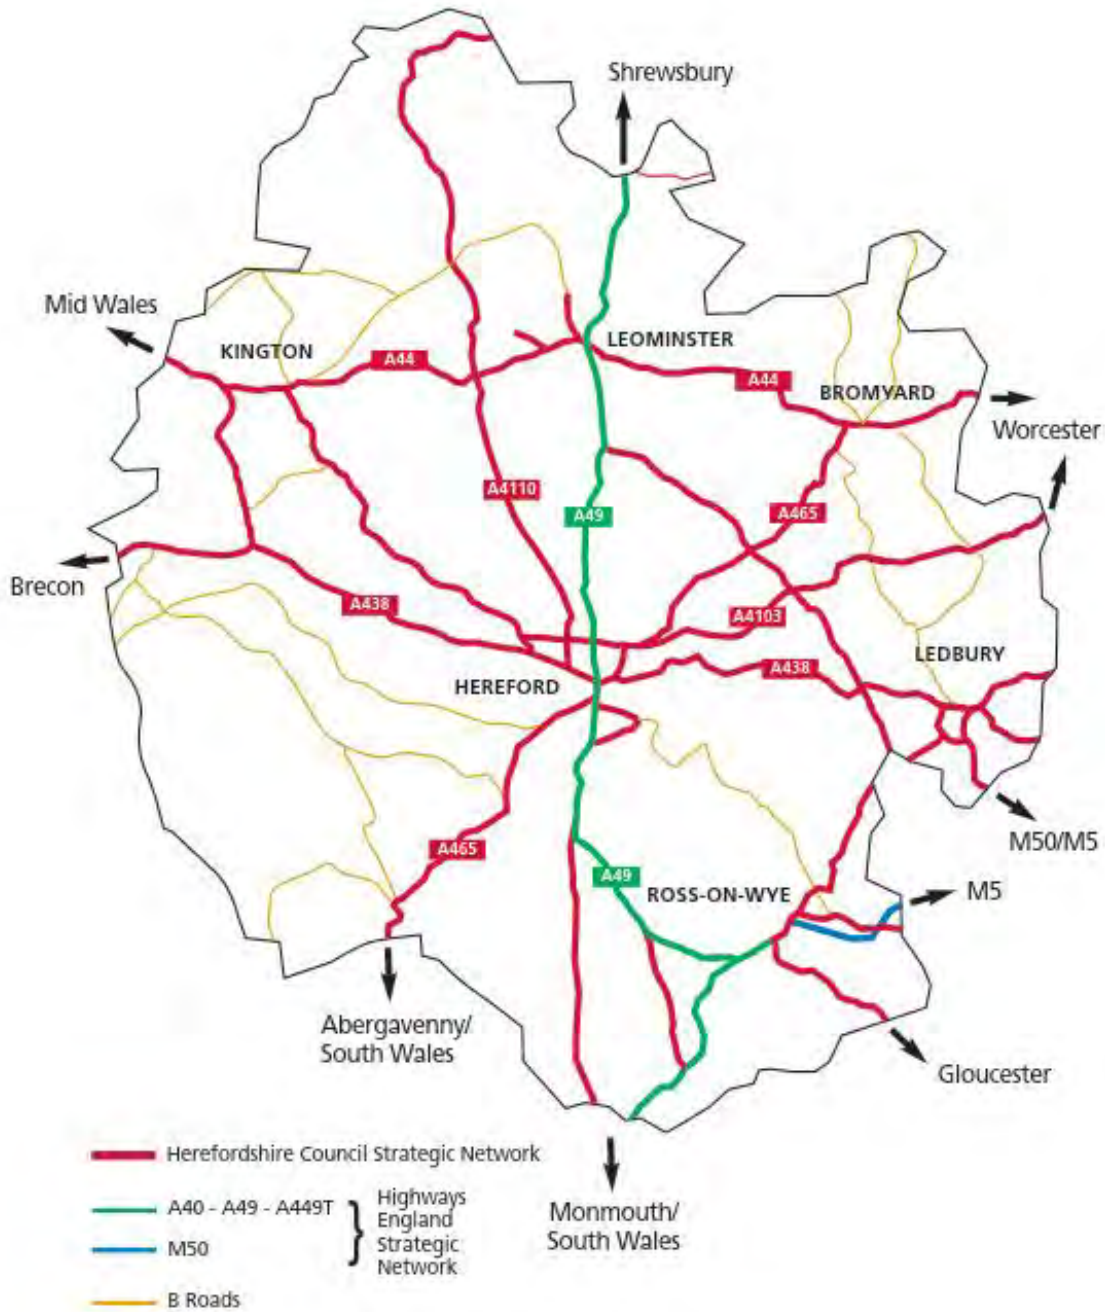 Shrewsbury
Mid Wales
KINGTON
LEOMINSTER
A44
A44
BROMYARD
Worcester
A4110
A49
A465
Brecon
A438
A4103
LEDBURY
A438
HEREFORD
M50/M5
A465
A49
ROSS-ON-WYE
M5
Abergavenny/
South Wales
Gloucester
Monmouth/
South Wales
Herefordshire Council Strategic Network
A40 - A49 - A449T
M50
Highways
England
Strategic
Network
B Roads